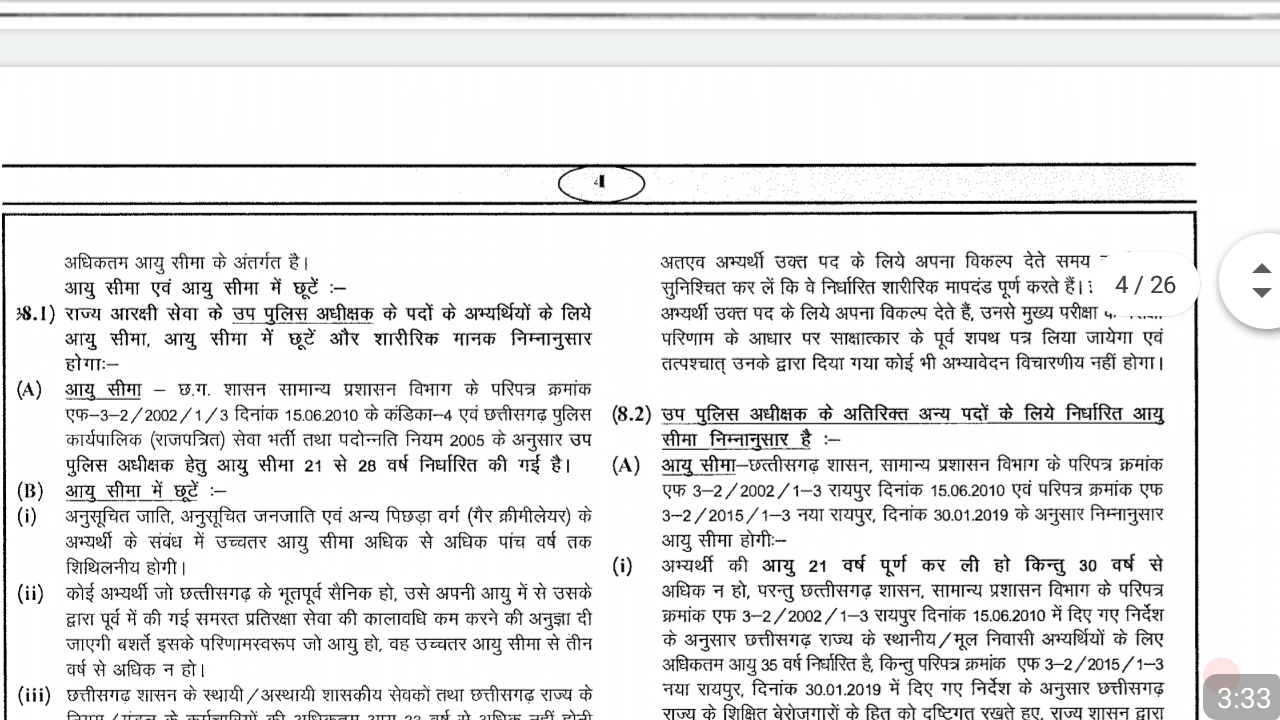 4
अधिकतम आयु सीमा के अंतर्गत है।
आयु सीमा एवं आयु सीमा में छूटें :–
8.1) राज्य आरक्षी सेवा के उप पुलिस अधीक्षक के पदों के अभ्यर्थियों के लिये
आयु सीमा, आयु सीमा में छूटें और शारीरिक मानक निम्नानुसार
होगाः–
(A) आयु सीमा – छ.ग. शासन सामान्य प्रशासन विभाग के परिपत्र क्रमांक
एफ–3–2/2002/1/3 दिनांक 15.06.2010 के कंडिका–4 एवं छत्तीसगढ़ पुलिस
कार्यपालिक (राजपत्रित) सेवा भर्ती तथा पदोन्नति नियम 2005 के अनुसार उप
पुलिस अधीक्षक हेतु आयु सीमा 21 से 28 वर्ष निर्धारित की गई है।
(B) आयु सीमा में छूटें :–
(i) अनुसूचित जाति, अनुसूचित जनजाति एवं अन्य पिछड़ा वर्ग (गैर क्रीमीलेयर) के
अभ्यर्थी के संबंध में उच्चतर आयु सीमा अधिक से अधिक पांच वर्ष तक
शिथिलनीय होगी।
(ii) कोई अभ्यर्थी जो छत्तीसगढ़ के भूतपूर्व सैनिक हो, उसे अपनी आयु में से उसके
द्वारा पूर्व में की गई समस्त प्रतिरक्षा सेवा की कालावधि कम करने की अनुज्ञा दी
जाएगी बशर्ते इसके परिणामस्वरूप जो आयु हो, वह उच्चतर आयु सीमा से तीन
वर्ष से अधिक न हो।
(iii) छत्तीसगढ़ शासन के स्थायी/अस्थायी शासकीय सेवकों तथा छत्तीसगढ़ राज्य के
अतएव अभ्यर्थी उक्त पद के लिये अपना विकल्प देते समय
सुनिश्चित कर लें कि वे निर्धारित शारीरिक मापदंड पूर्ण करते हैं।
अभ्यर्थी उक्त पद के लिये अपना विकल्प देते हैं, उनसे मुख्य परीक्षा
परिणाम के आधार पर साक्षात्कार के पूर्व शपथ पत्र लिया जायेगा एवं
तत्पश्चात् उनके द्वारा दिया गया कोई भी अभ्यावेदन विचारणीय नहीं होगा।
(8.2) उप पुलिस अधीक्षक के अतिरिक्त अन्य पदों के लिये निर्धारित आयु
सीमा निम्नानुसार है :–
(A) आयु सीमा–छत्तीसगढ़ शासन, सामान्य प्रशासन विभाग के परिपत्र क्रमांक
एफ 3–2/2002/1–3 रायपुर दिनांक 15.06.2010 एवं परिपत्र क्रमांक एफ
3–2/2015/1–3 नया रायपुर, दिनांक 30.01.2019 के अनुसार निम्नानुसार
आयु सीमा होगीः–
(i) अभ्यर्थी की आयु 21 वर्ष पूर्ण कर ली हो किन्तु 30 वर्ष से
अधिक न हो, परन्तु छत्तीसगढ़ शासन, सामान्य प्रशासन विभाग के परिपत्र
क्रमांक एफ 3–2/2002/1–3 रायपुर दिनांक 15.06.2010 में दिए गए निर्देश
के अनुसार छत्तीसगढ़ राज्य के स्थानीय/मूल निवासी अभ्यर्थियों के लिए
अधिकतम आयु 35 वर्ष निर्धारित है, किन्तु परिपत्र क्रमांक एफ 3–2/2015/1–3
नया रायपुर, दिनांक 30.01.2019 में दिए गए निर्देश के अनुसार छत्तीसगढ़
राज्य के शिक्षित बेरोजगारों के हित को दृष्टिगत रखते हुए, राज्य शासन द्वारा
4 / 26
3:33